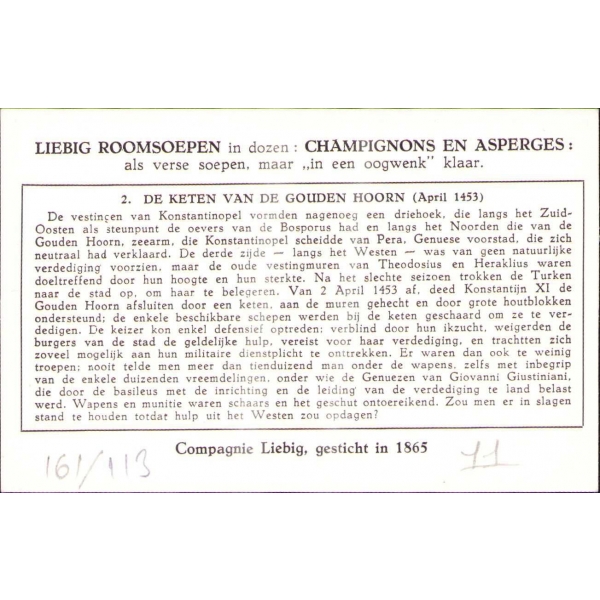 LIEBIG ROOMSOEPEN in dozen : CHAMPIGNONS EN ASPERGES :
als verse soepen, maar „in een oogwenk" klaar.
2. DE KETEN VAN DE GOUDEN HOORN (April 1453)
De vestingen van Konstantinopel vormden nagenoeg een driehoek, die langs het Zuid-
Oosten als steunpunt de oevers van de Bosporus had en langs het Noorden die van de
Gouden Hoorn, zeearm, die Konstantinopel scheidde van Pera, Genuese voorstad, die zich
neutraal had verklaard. De derde zijde — langs het Westen — was van geen natuurlijke
verdediging voorzien, maar de oude vestingmuren van Theodosius en Heraklius waren
doeltreffend door hun hoogte en hun sterkte. Na het slechte seizoen trokken de Turken
naar de stad op, om haar te belegeren. Van 2 April 1453 af, deed Konstantijn XI de
Gouden Hoorn afsluiten door een keten, aan de muren gehecht en door grote houtblokken
ondersteund; de enkele beschikbare schepen werden bij de keten geschaard om ze te ver-
dedigen. De keizer kon enkel defensief optreden; verblind door hun ikzucht, weigerden de
burgers van de stad de geldelijke hulp, vereist voor haar verdediging, en trachtten zich
zoveel mogelijk aan hun militaire dienstplicht te onttrekken. Er waren dan ook te weinig
troepen; nooit telde men meer dan tienduizend man onder de wapens, zelfs met inbegrip
van de enkele duizenden vreemdelingen, onder wie de Genuezen van Giovanni Giustiniani,
die door de basileus met de inrichting en de leiding van de verdediging te land belast
werd. Wapens en munitie waren schaars en het geschut ontoereikend. Zou men er in slagen
stand te houden totdat hulp uit het Westen zou opdagen?
Compagnie Liebig, gesticht in 1865
161/113
11